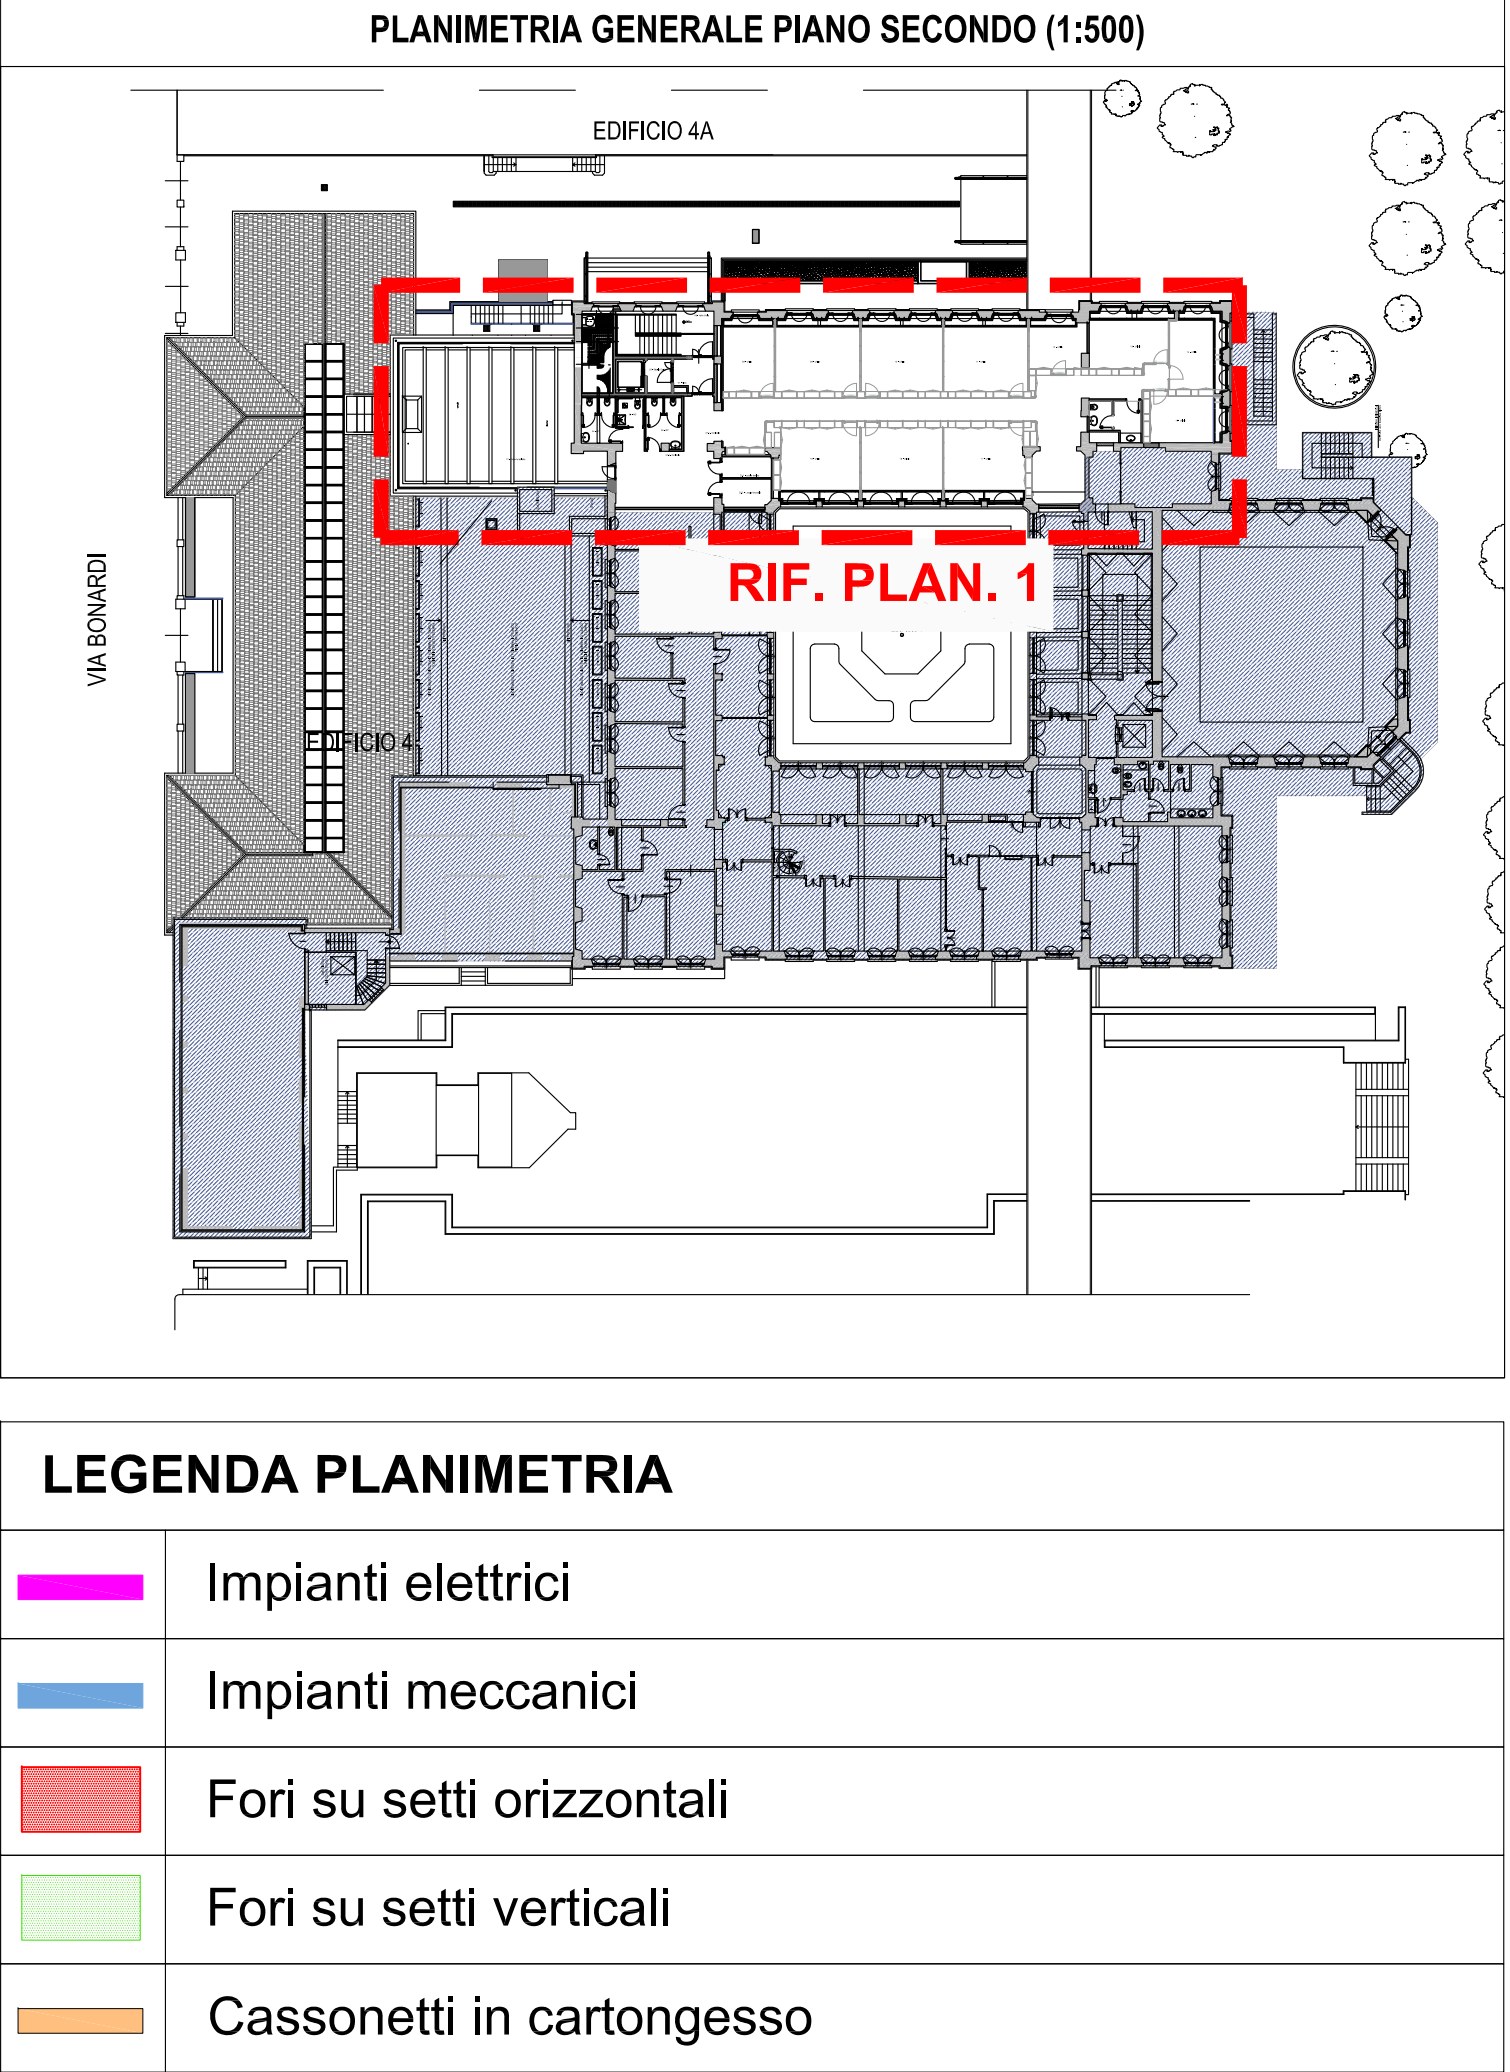 PLANIMETRIA GENERALE PIANO SECONDO (1:500)
EDIFICIO 4A
RIF. PLAN. 1
VIA BONARDI
EDIFICIO 4
LEGENDA PLANIMETRIA
Impianti elettrici
Impianti meccanici
Fori su setti orizzontali
Fori su setti verticali
Cassonetti in cartongesso